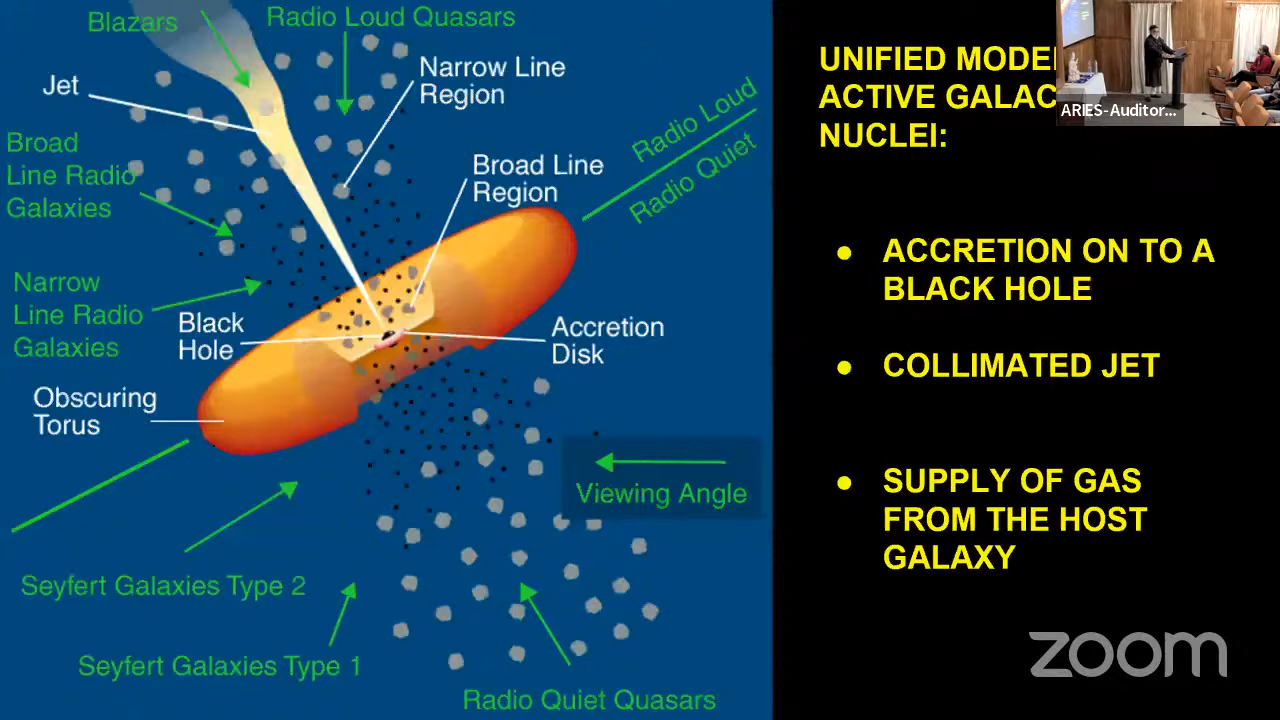 Blazars
Radio Loud Quasars
Jet
Narrow Line
Region
Broad
Line Radio
Galaxies
Broad Line
Region
Radio Loud
Radio Quiet
Narrow
Line Radio
Galaxies
Black
Hole
Accretion
Disk
Obscuring
Torus
Viewing Angle
Seyfert Galaxies Type 2
Seyfert Galaxies Type 1
Radio Quiet Quasars
UNIFIED MODE
ACTIVE GALAC
NUCLEI:
ARIES-Auditor...
● ACCRETION ON TO A
BLACK HOLE
● COLLIMATED JET
● SUPPLY OF GAS
FROM THE HOST
GALAXY
zoom